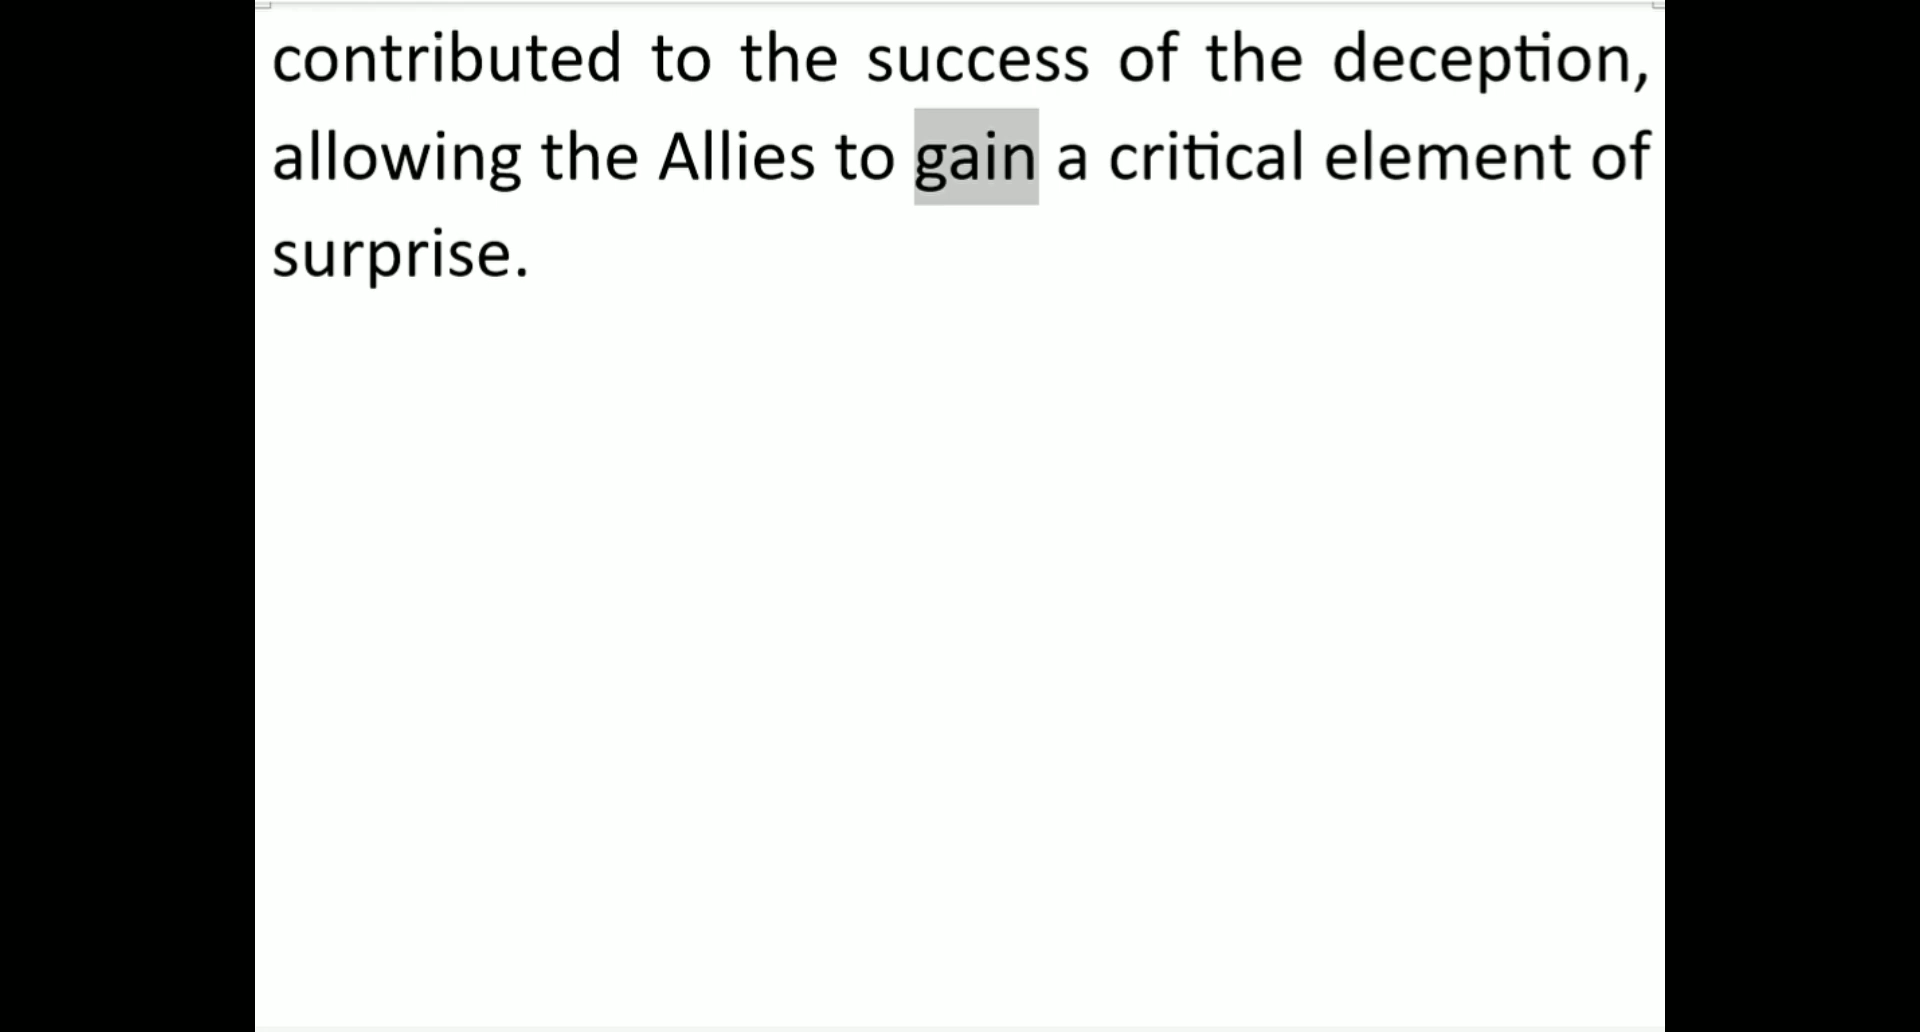 contributed to the success of the deception,
allowing the Allies to gain a critical element of
surprise.